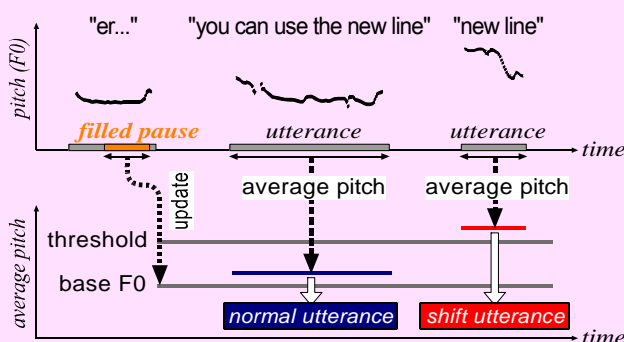 "er..." "you can use the new line" "new line"
pitch (F0)
filled pause utterance utterance
time
update
average pitch average pitch
average pitch
threshold
base F0
normal utterance shift utterance
time